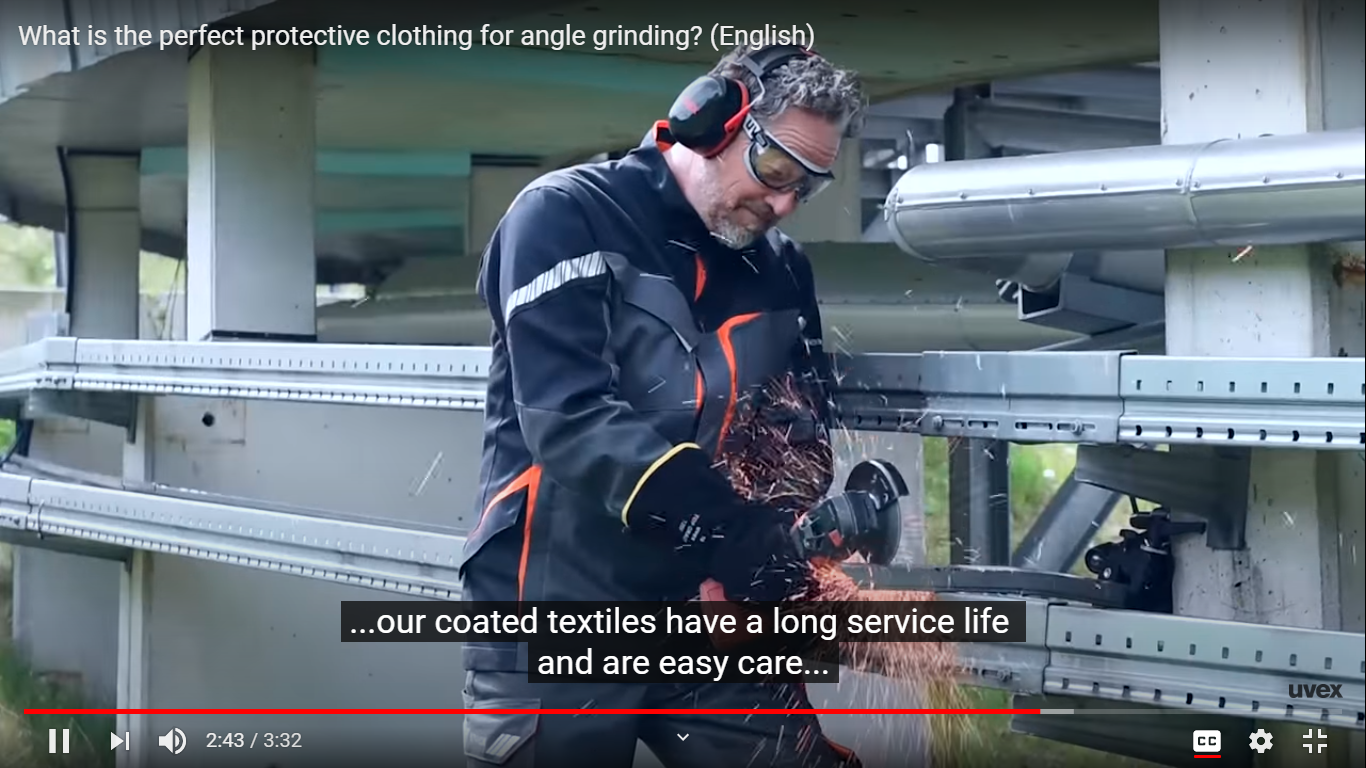 What is the perfect protective clothing for angle grinding? (English)
...our coated textiles have a long service life
and are easy care...
uvex
2:43 / 3:32
CC